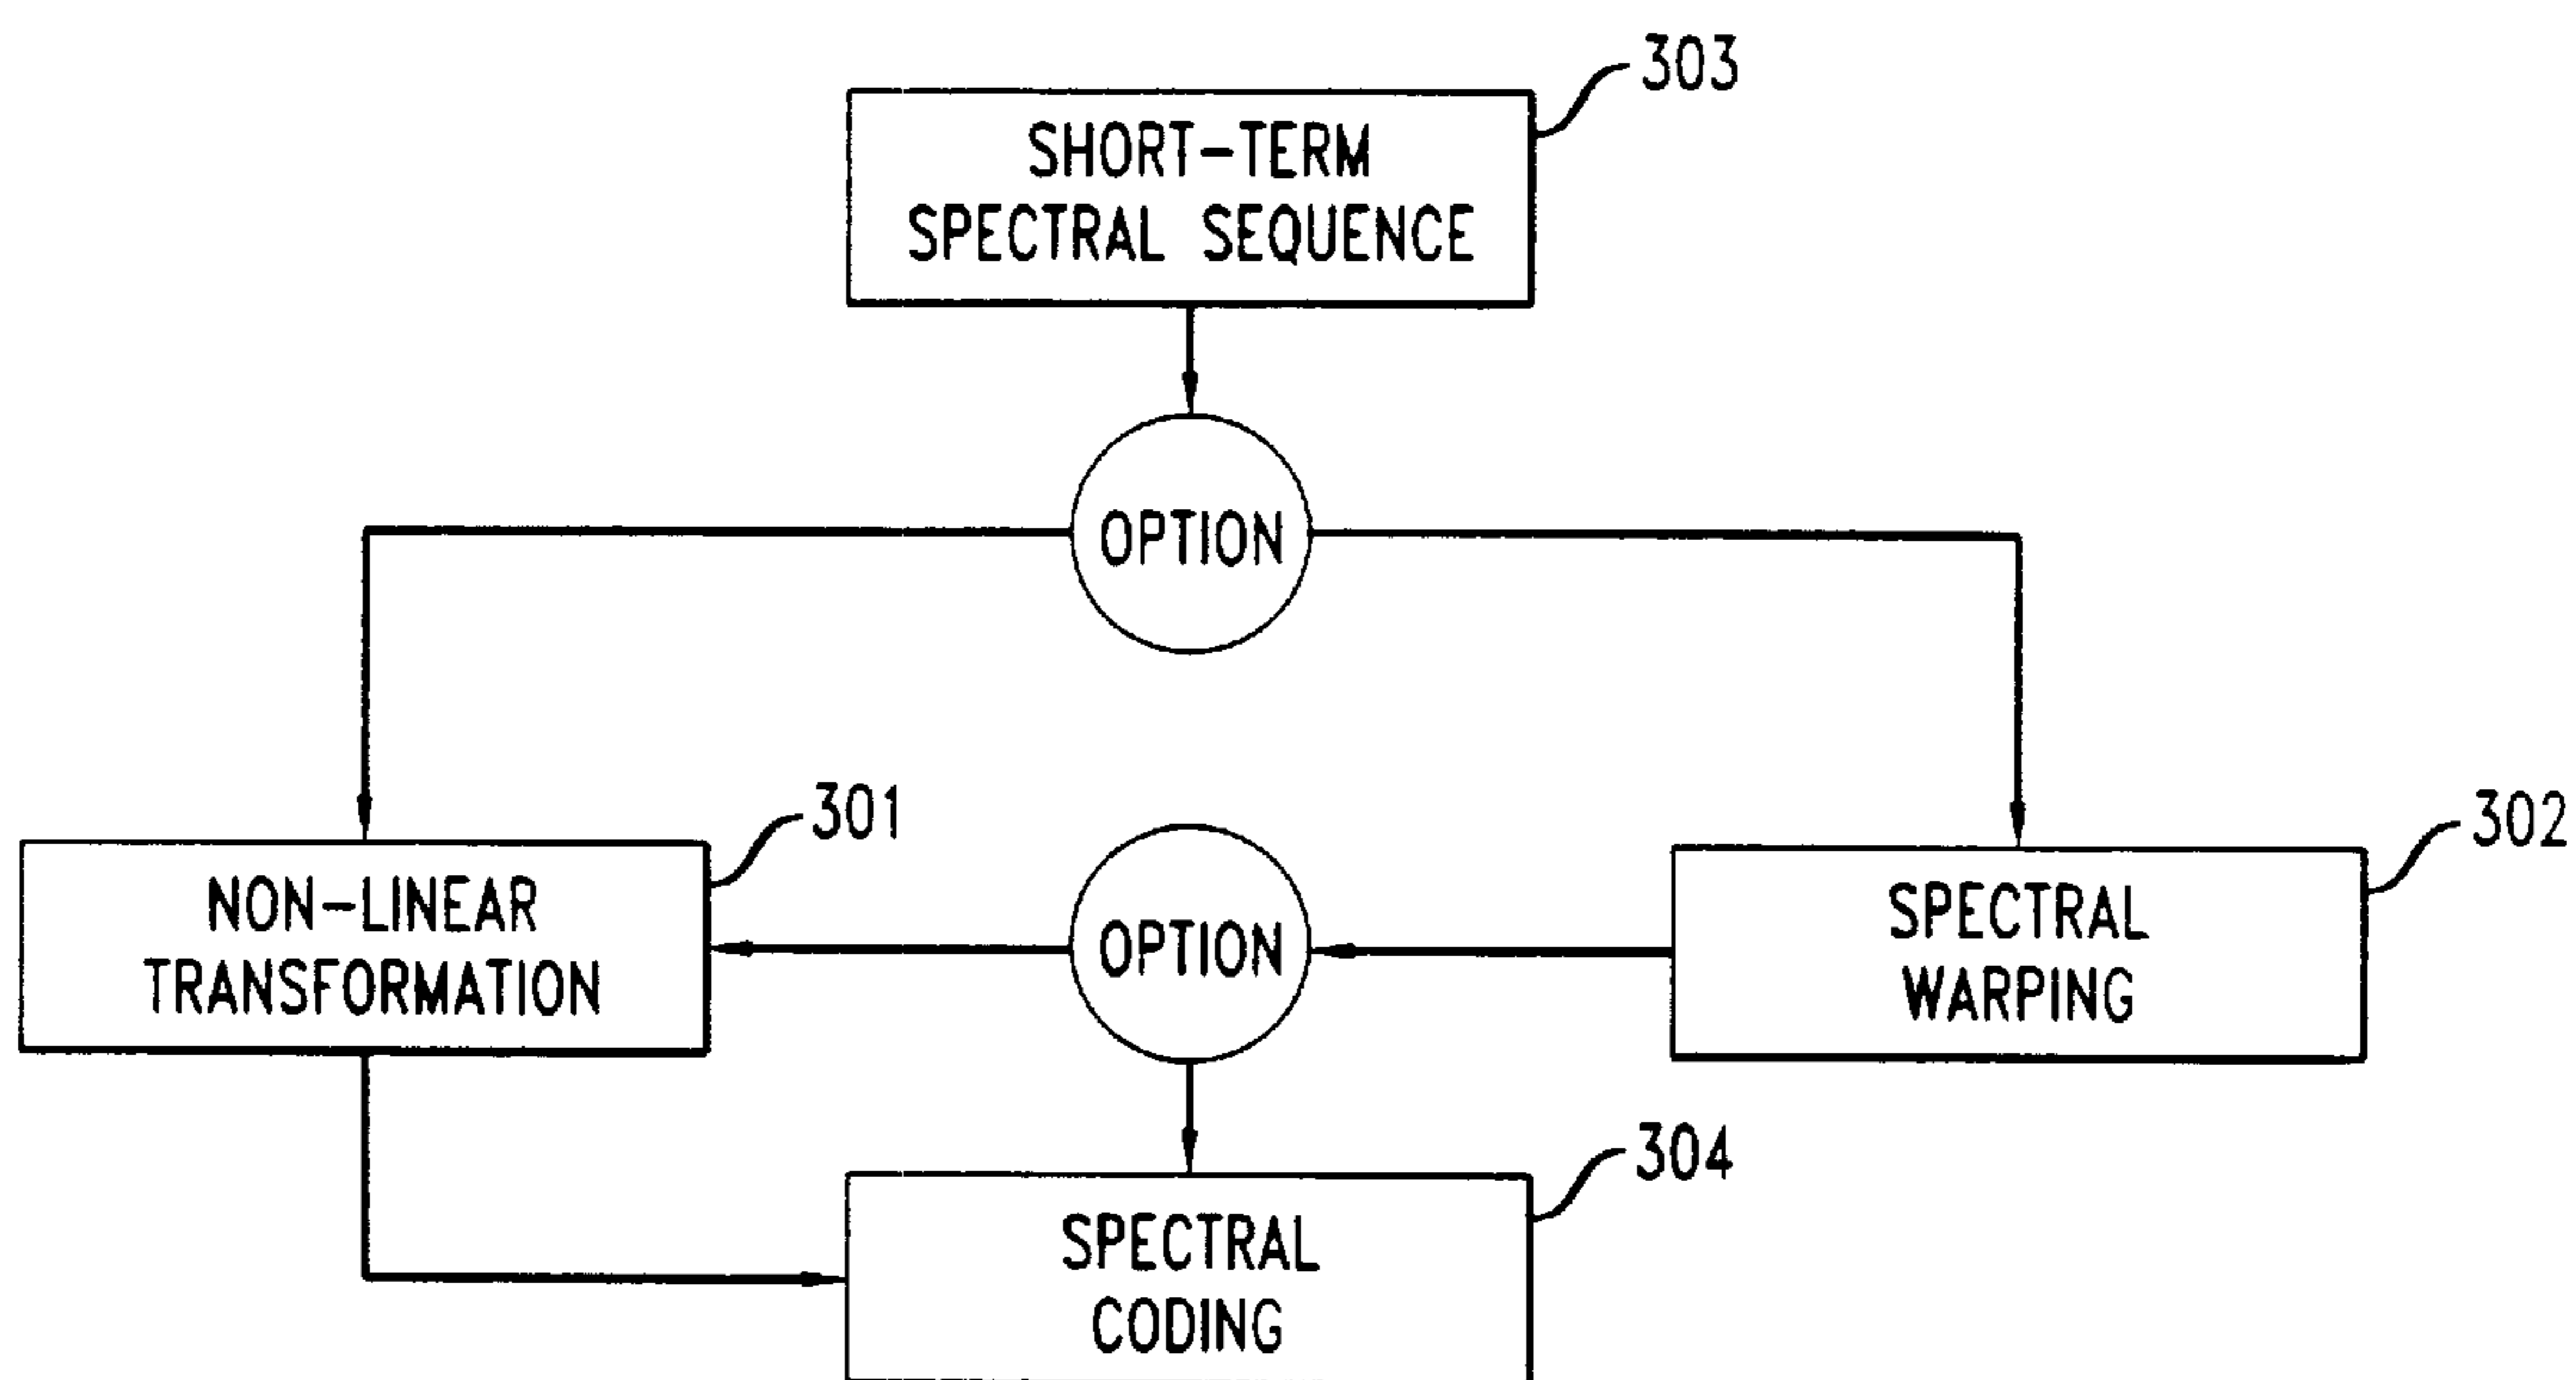 303
SHORT-TERM
SPECTRAL SEQUENCE
OPTION
301
NON-LINEAR
TRANSFORMATION
OPTION
302
SPECTRAL
WARPING
304
SPECTRAL
CODING